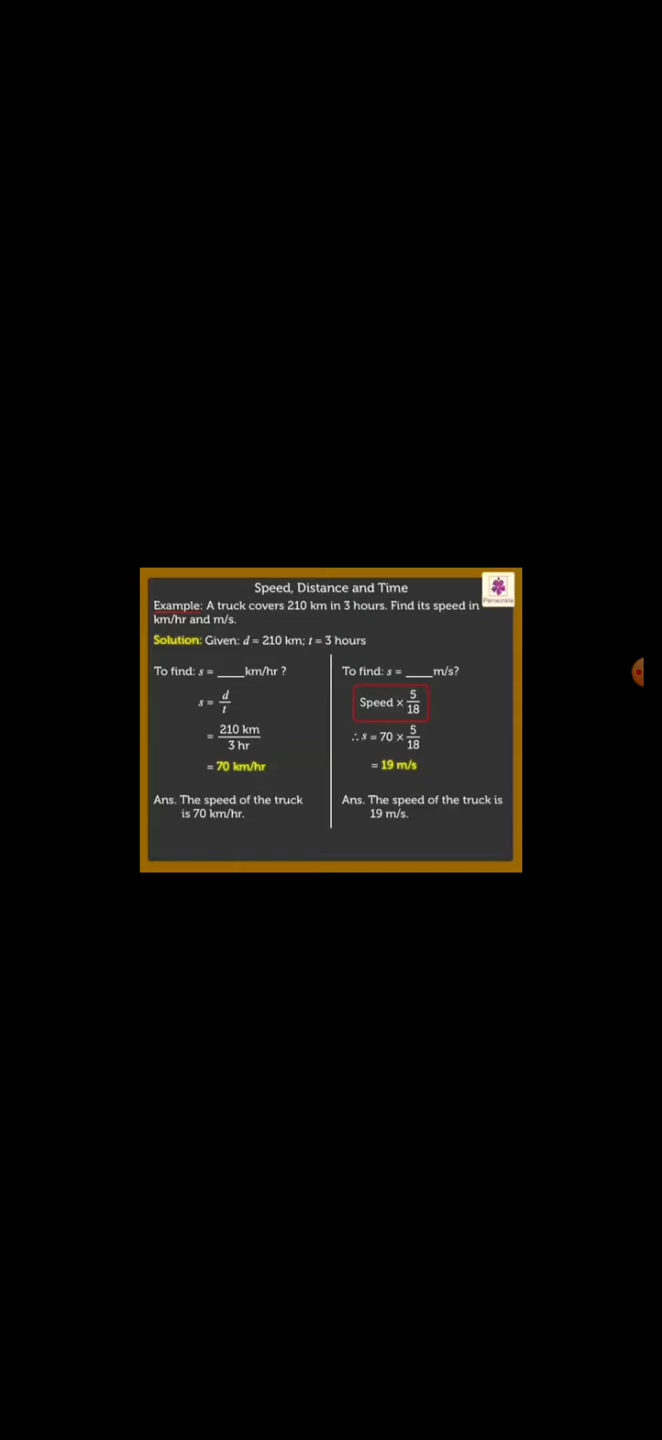 Speed, Distance and Time
Periwinkle
Example: A truck covers 210 km in 3 hours. Find its speed in
km/hr and m/s.
Solution: Given: d = 210 km; t = 3 hours
To find: s = ____km/hr ?
s = d/t
= 210 km/3 hr
= 70 km/hr
Ans. The speed of the truck
is 70 km/hr.
To find: s = ____m/s?
Speed × 5/18
∴ s = 70 × 5/18
= 19 m/s
Ans. The speed of the truck is
19 m/s.